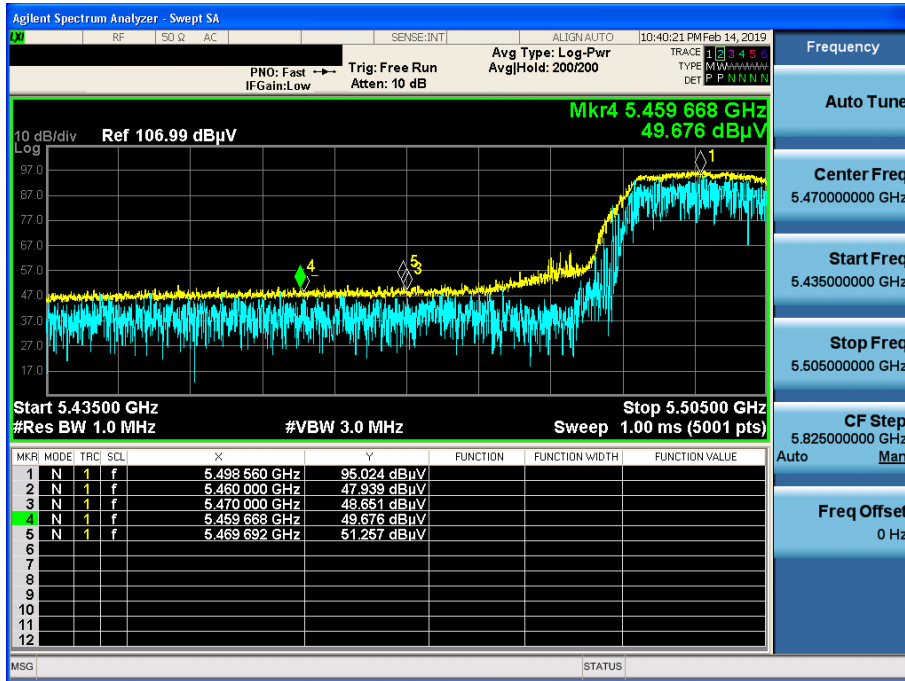 Agilent Spectrum Analyzer - Swept SA
LXI RF 50 Ω AC SENSE:INT ALIGN AUTO 10:40:21 PM Feb 14, 2019
PNO: Fast
IFGain:Low
Trig: Free Run
Atten: 10 dB
Avg Type: Log-Pwr
Avg|Hold: 200/200
TRACE 1 2 3 4 5 6
TYPE MWWWWWW
DET P P N N N N
Mkr4 5.459 668 GHz
49.676 dBµV
10 dB/div Ref 106.99 dBµV
Log
97.0
87.0
77.0
67.0
57.0
47.0
37.0
27.0
17.0
1
4
5
3
Start 5.43500 GHz Stop 5.50500 GHz
#Res BW 1.0 MHz #VBW 3.0 MHz Sweep 1.00 ms (5001 pts)
MKR MODE TRC SCL X Y FUNCTION FUNCTION WIDTH FUNCTION VALUE
1 N 1 f 5.498 560 GHz 95.024 dBµV
2 N 1 f 5.460 000 GHz 47.939 dBµV
3 N 1 f 5.470 000 GHz 48.651 dBµV
4 N 1 f 5.459 668 GHz 49.676 dBµV
5 N 1 f 5.469 692 GHz 51.257 dBµV
6
7
8
9
10
11
12
MSG STATUS
Frequency
Auto Tune
Center Freq
5.470000000 GHz
Start Freq
5.435000000 GHz
Stop Freq
5.505000000 GHz
CF Step
5.825000000 GHz
Auto Man
Freq Offset
0 Hz